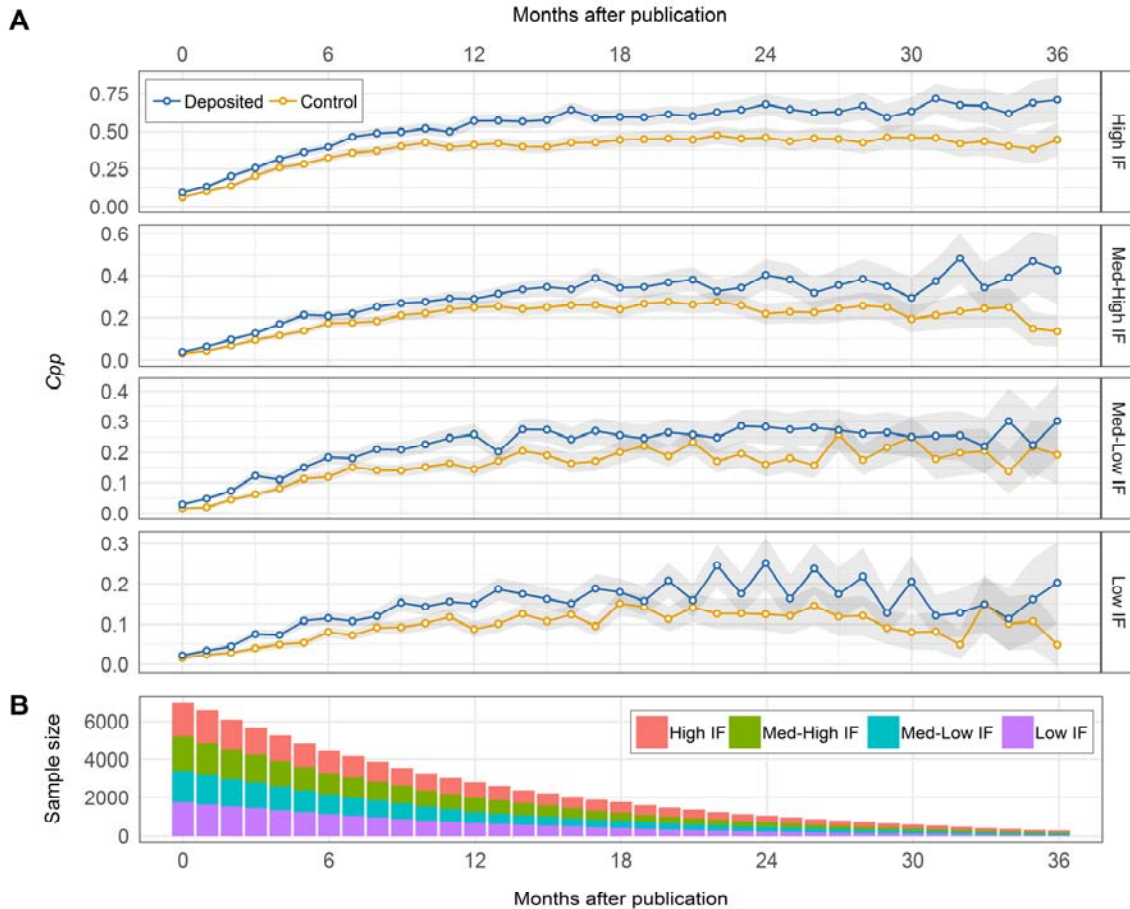 A
Months after publication
0 6 12 18 24 30 36
Deposited Control
0.75
0.50
0.25
0.00
High IF
0.6
0.4
0.2
0.0
Med-High IF
Cpp
0.4
0.3
0.2
0.1
0.0
Med-Low IF
0.3
0.2
0.1
0.0
Low IF
B
Sample size
6000
4000
2000
0
High IF Med-High IF Med-Low IF Low IF
0 6 12 18 24 30 36
Months after publication